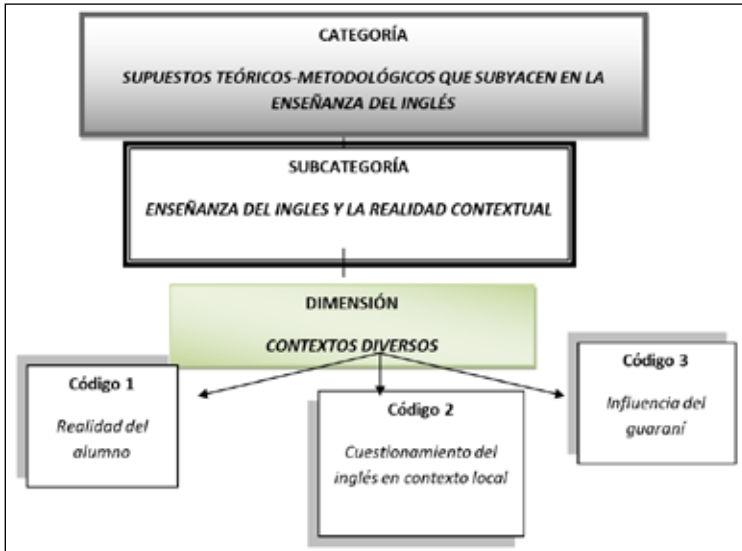 CATEGORÍA
SUPUESTOS TEÓRICOS-METODOLÓGICOS QUE SUBYACEN EN LA
ENSEÑANZA DEL INGLÉS
SUBCATEGORÍA
ENSEÑANZA DEL INGLES Y LA REALIDAD CONTEXTUAL
DIMENSIÓN
CONTEXTOS DIVERSOS
Código 1
Realidad del
alumno
Código 2
Cuestionamiento del
inglés en contexto local
Código 3
Influencia del
guaraní